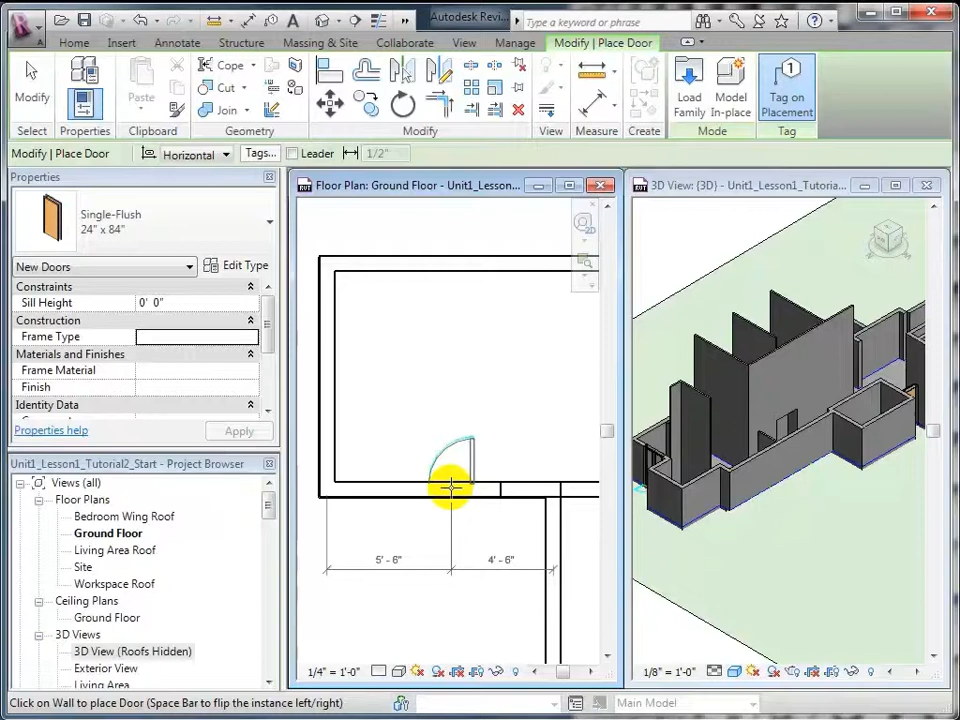 Autodesk Revi...
Type a keyword or phrase
Home Insert Annotate Structure Massing & Site Collaborate View Manage Modify | Place Door
Modify
Paste
Cope
Cut
Join
Load Family
Model In-place
Tag on Placement
Select Properties Clipboard Geometry Modify View Measure Create Mode Tag
Modify | Place Door Horizontal Tags... Leader 1/2"
Properties
Single-Flush
24" x 84"
New Doors Edit Type
Constraints
Sill Height 0' 0"
Construction
Frame Type
Materials and Finishes
Frame Material
Finish
Identity Data
Properties help Apply
Unit1_Lesson1_Tutorial2_Start - Project Browser
Views (all)
Floor Plans
Bedroom Wing Roof
Ground Floor
Living Area Roof
Site
Workspace Roof
Ceiling Plans
Ground Floor
3D Views
3D View (Roofs Hidden)
Exterior View
Living Area
Floor Plan: Ground Floor - Unit1_Lesson...
2D
5' - 6" 4' - 6"
1/4" = 1'-0"
3D View: {3D} - Unit1_Lesson1_Tutoria...
1/8" = 1'-0"
Click on Wall to place Door (Space Bar to flip the instance left/right) Main Model